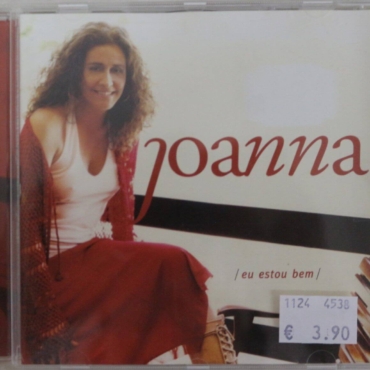 joanna
/ eu estou bem /
1124 4538
€ 3.90